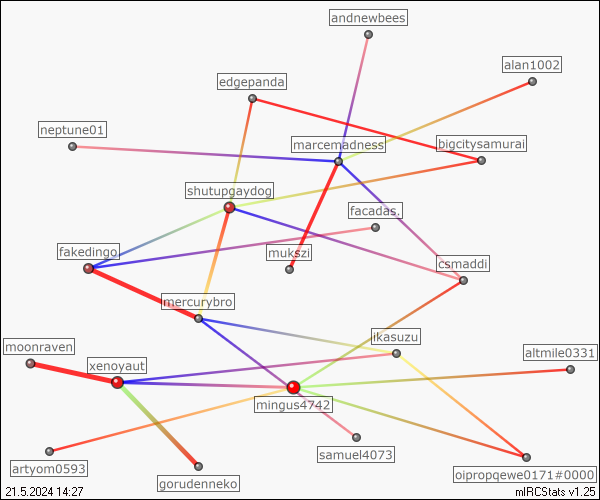 andnewbees
alan1002
edgepanda
neptune01
marcemadness
bigcitysamurai
shutupgaydog
facadas.
fakedingo
mukszi
csmaddi
mercurybro
ikasuzu
moonraven
altmile0331
xenoyaut
mingus4742
samuel4073
artyom0593
oipropqewe0171#0000
gorudenneko
21.5.2024 14:27
mIRCStats v1.25